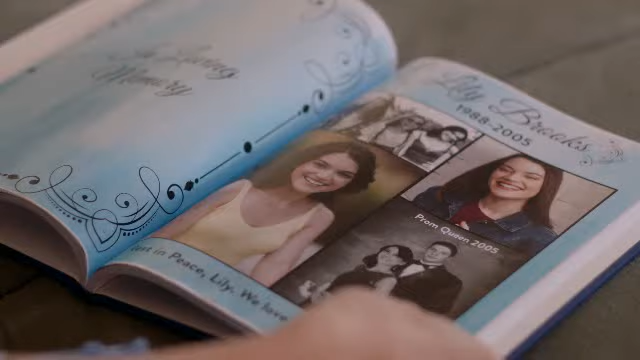 In Loving
Memory
Lily Brooks
1988-2005
Prom Queen 2005
Rest in Peace, Lily. We love